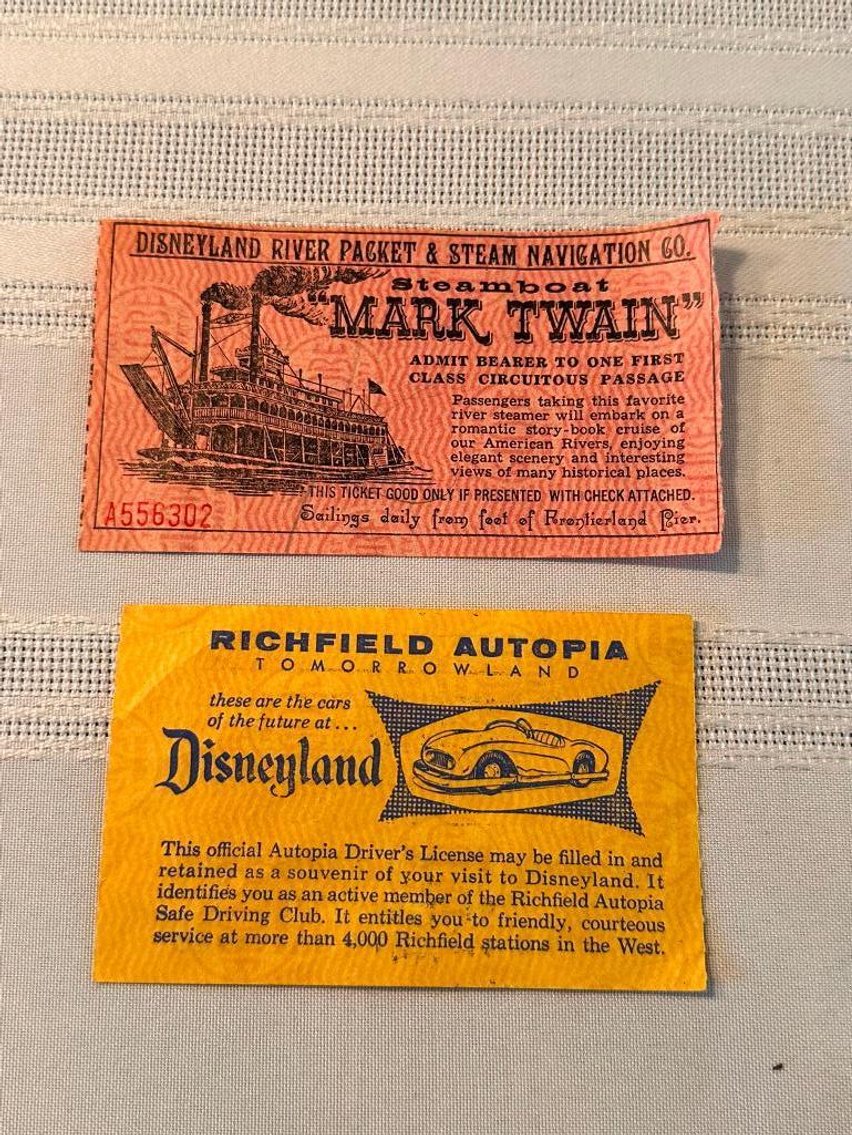 DISNEYLAND RIVER PACKET & STEAM NAVIGATION CO.
Steamboat
"MARK TWAIN"
ADMIT BEARER TO ONE FIRST
CLASS CIRCUITOUS PASSAGE
Passengers taking this favorite
river steamer will embark on a
romantic story-book cruise of
our American Rivers, enjoying
elegant scenery and interesting
views of many historical places.
THIS TICKET GOOD ONLY IF PRESENTED WITH CHECK ATTACHED.
A556302
Sailings daily from foot of Frontierland Pier.
RICHFIELD AUTOPIA
TOMORROWLAND
these are the cars
of the future at...
Disneyland
This official Autopia Driver's License may be filled in and
retained as a souvenir of your visit to Disneyland. It
identifies you as an active member of the Richfield Autopia
Safe Driving Club. It entitles you to friendly, courteous
service at more than 4,000 Richfield stations in the West.